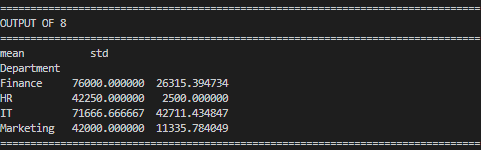 ================================================================================
OUTPUT OF 8
================================================================================
mean           std
Department
Finance     76000.000000  26315.394734
HR          42250.000000   2500.000000
IT          71666.666667  42711.434847
Marketing   42000.000000  11335.784049
================================================================================